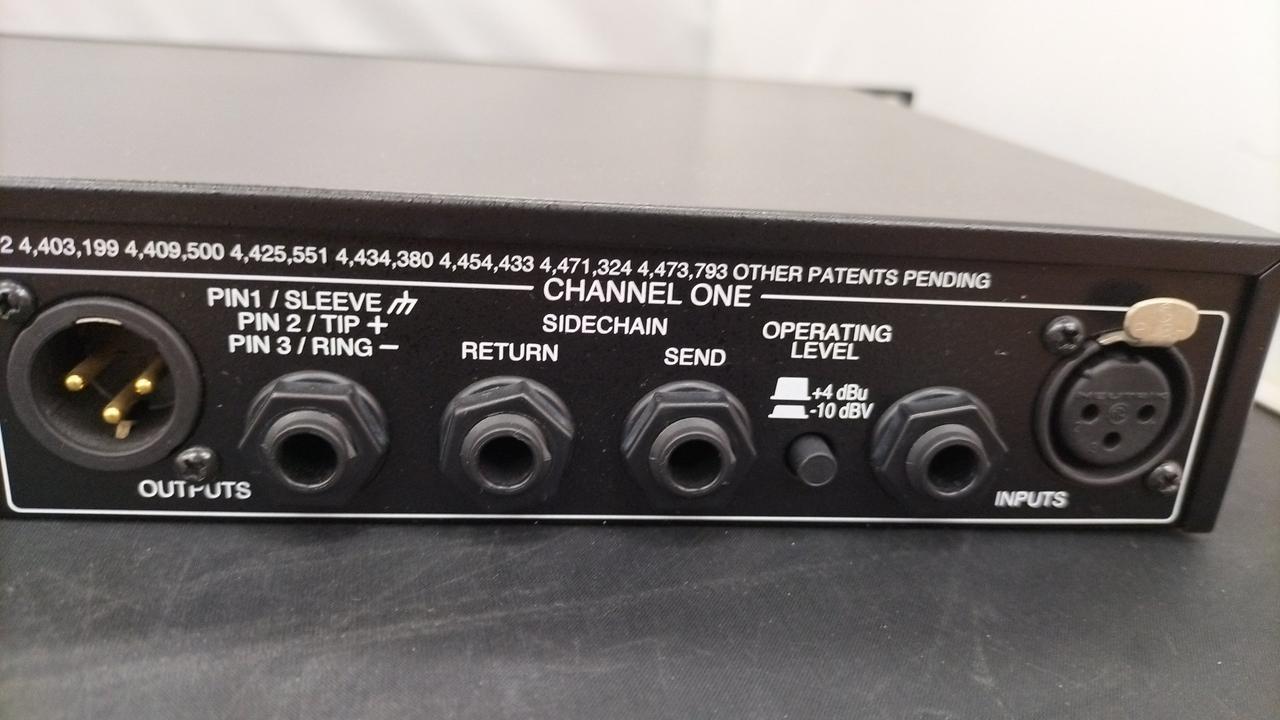 2 4,403,199 4,409,500 4,425,551 4,434,380 4,454,433 4,471,324 4,473,793 OTHER PATENTS PENDING
CHANNEL ONE
PIN1 / SLEEVE
PIN 2 / TIP +
PIN 3 / RING −
SIDECHAIN
RETURN
SEND
OPERATING
LEVEL
+4 dBu
-10 dBV
OUTPUTS
INPUTS
NEUTRIK